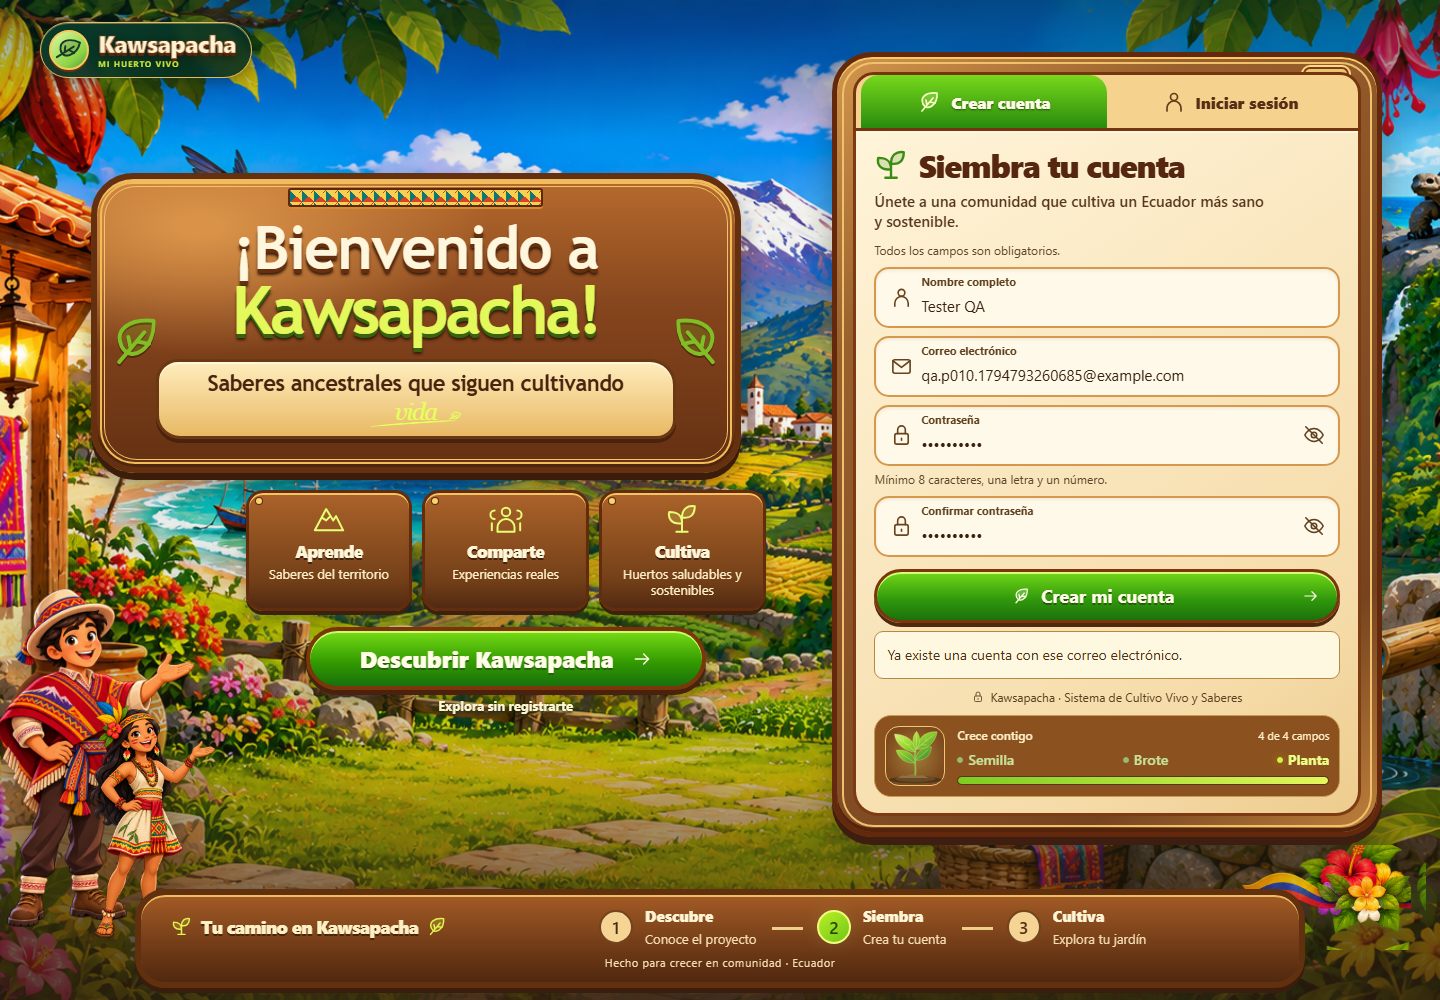 Kawsapacha
MI HUERTO VIVO
¡Bienvenido a
Kawsapacha!
Saberes ancestrales que siguen cultivando
vida
Aprende
Saberes del territorio
Comparte
Experiencias reales
Cultiva
Huertos saludables y
sostenibles
Descubrir Kawsapacha
Explora sin registrarte
Crear cuenta
Iniciar sesión
Siembra tu cuenta
Únete a una comunidad que cultiva un Ecuador más sano
y sostenible.
Todos los campos son obligatorios.
Nombre completo
Tester QA
Correo electrónico
qa.p010.1794793260685@example.com
Contraseña
••••••••••
Mínimo 8 caracteres, una letra y un número.
Confirmar contraseña
••••••••••
Crear mi cuenta
Ya existe una cuenta con ese correo electrónico.
Kawsapacha · Sistema de Cultivo Vivo y Saberes
Crece contigo
4 de 4 campos
Semilla
Brote
Planta
Tu camino en Kawsapacha
1
Descubre
Conoce el proyecto
2
Siembra
Crea tu cuenta
3
Cultiva
Explora tu jardín
Hecho para crecer en comunidad · Ecuador